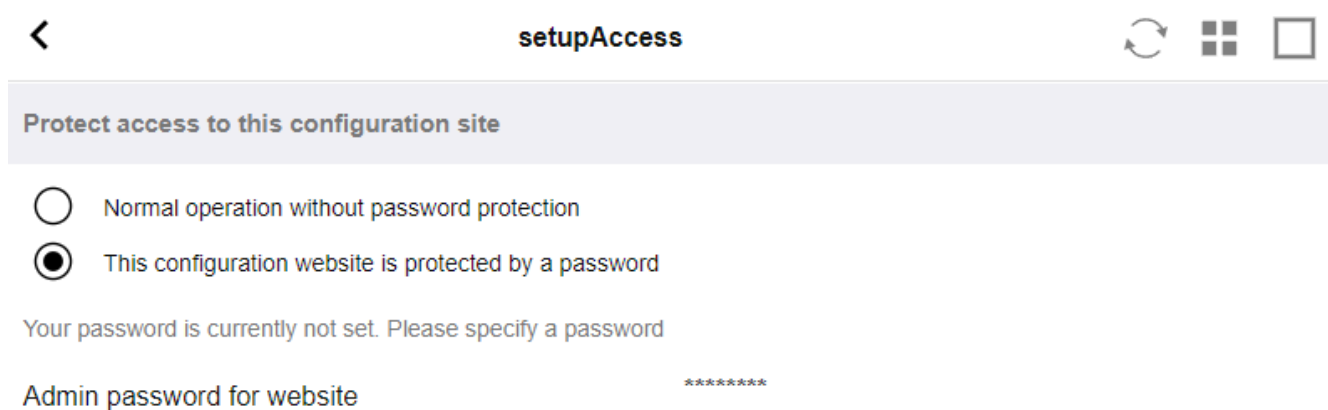 setupAccess
Protect access to this configuration site
Normal operation without password protection
This configuration website is protected by a password
Your password is currently not set. Please specify a password
Admin password for website ********